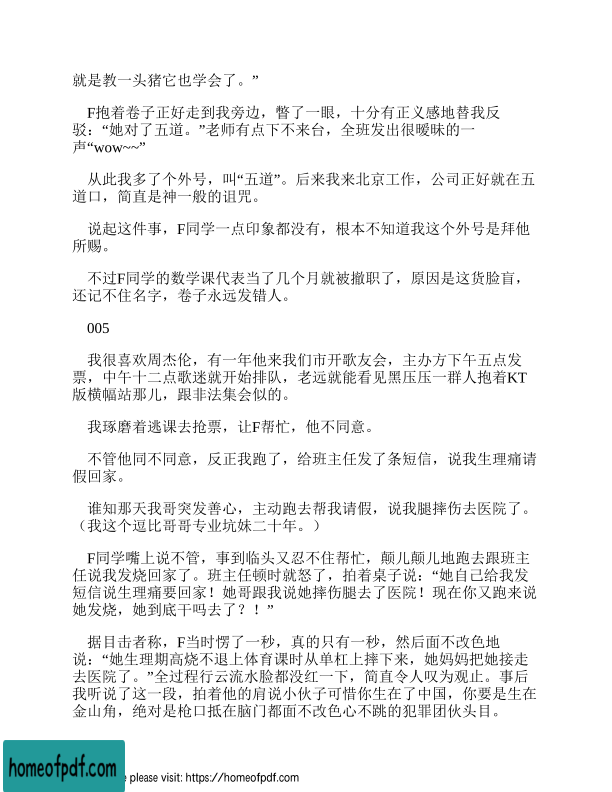 就是教一头猪它也学会了。”
F抱着卷子正好走到我旁边，瞥了一眼，十分有正义感地替我反
驳：“她对了五道。”老师有点下不来台，全班发出很暧昧的一
声“wow~~”
从此我多了个外号，叫“五道”。后来我来北京工作，公司正好就在五
道口，简直是神一般的诅咒。
说起这件事，F同学一点印象都没有，根本不知道我这个外号是拜他
所赐。
不过F同学的数学课代表当了几个月就被撤职了，原因是这货脸盲，
还记不住名字，卷子永远发错人。
005
我很喜欢周杰伦，有一年他来我们市开歌友会，主办方下午五点发
票，中午十二点歌迷就开始排队，老远就能看见黑压压一群人抱着KT
版横幅站那儿，跟非法集会似的。
我琢磨着逃课去抢票，让F帮忙，他不同意。
不管他同不同意，反正我跑了，给班主任发了条短信，说我生理痛请
假回家。
谁知那天我哥突发善心，主动跑去帮我请假，说我腿摔伤去医院了。
（我这个逗比哥哥专业坑妹二十年。）
F同学嘴上说不管，事到临头又忍不住帮忙，颠儿颠儿地跑去跟班主
任说我发烧回家了。班主任顿时就怒了，拍着桌子说：“她自己给我发
短信说生理痛要回家！她哥跟我说她摔伤腿去了医院！现在你又跑来说
她发烧，她到底干吗去了？！”
据目击者称，F当时愣了一秒，真的只有一秒，然后面不改色地
说：“她生理期高烧不退上体育课时从单杠上摔下来，她妈妈把她接走
去医院了。”全过程行云流水脸都没红一下，简直令人叹为观止。事后
我听说了这一段，拍着他的肩说小伙子可惜你生在了中国，你要是生在
金山角，绝对是枪口抵在脑门都面不改色心不跳的犯罪团伙头目。
homeofpdf.com
e please visit: https://homeofpdf.com